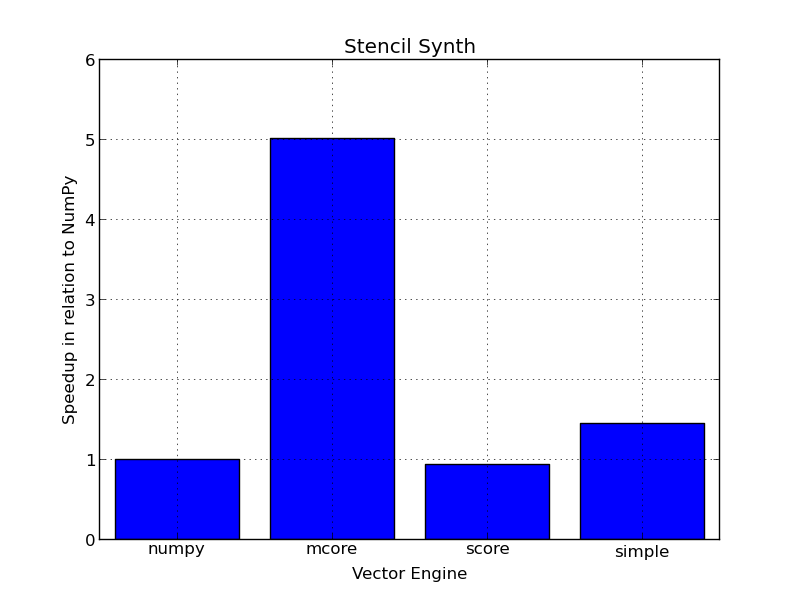 Stencil Synth
6
5
4
3
2
1
0
Speedup in relation to NumPy
numpy mcore score simple
Vector Engine